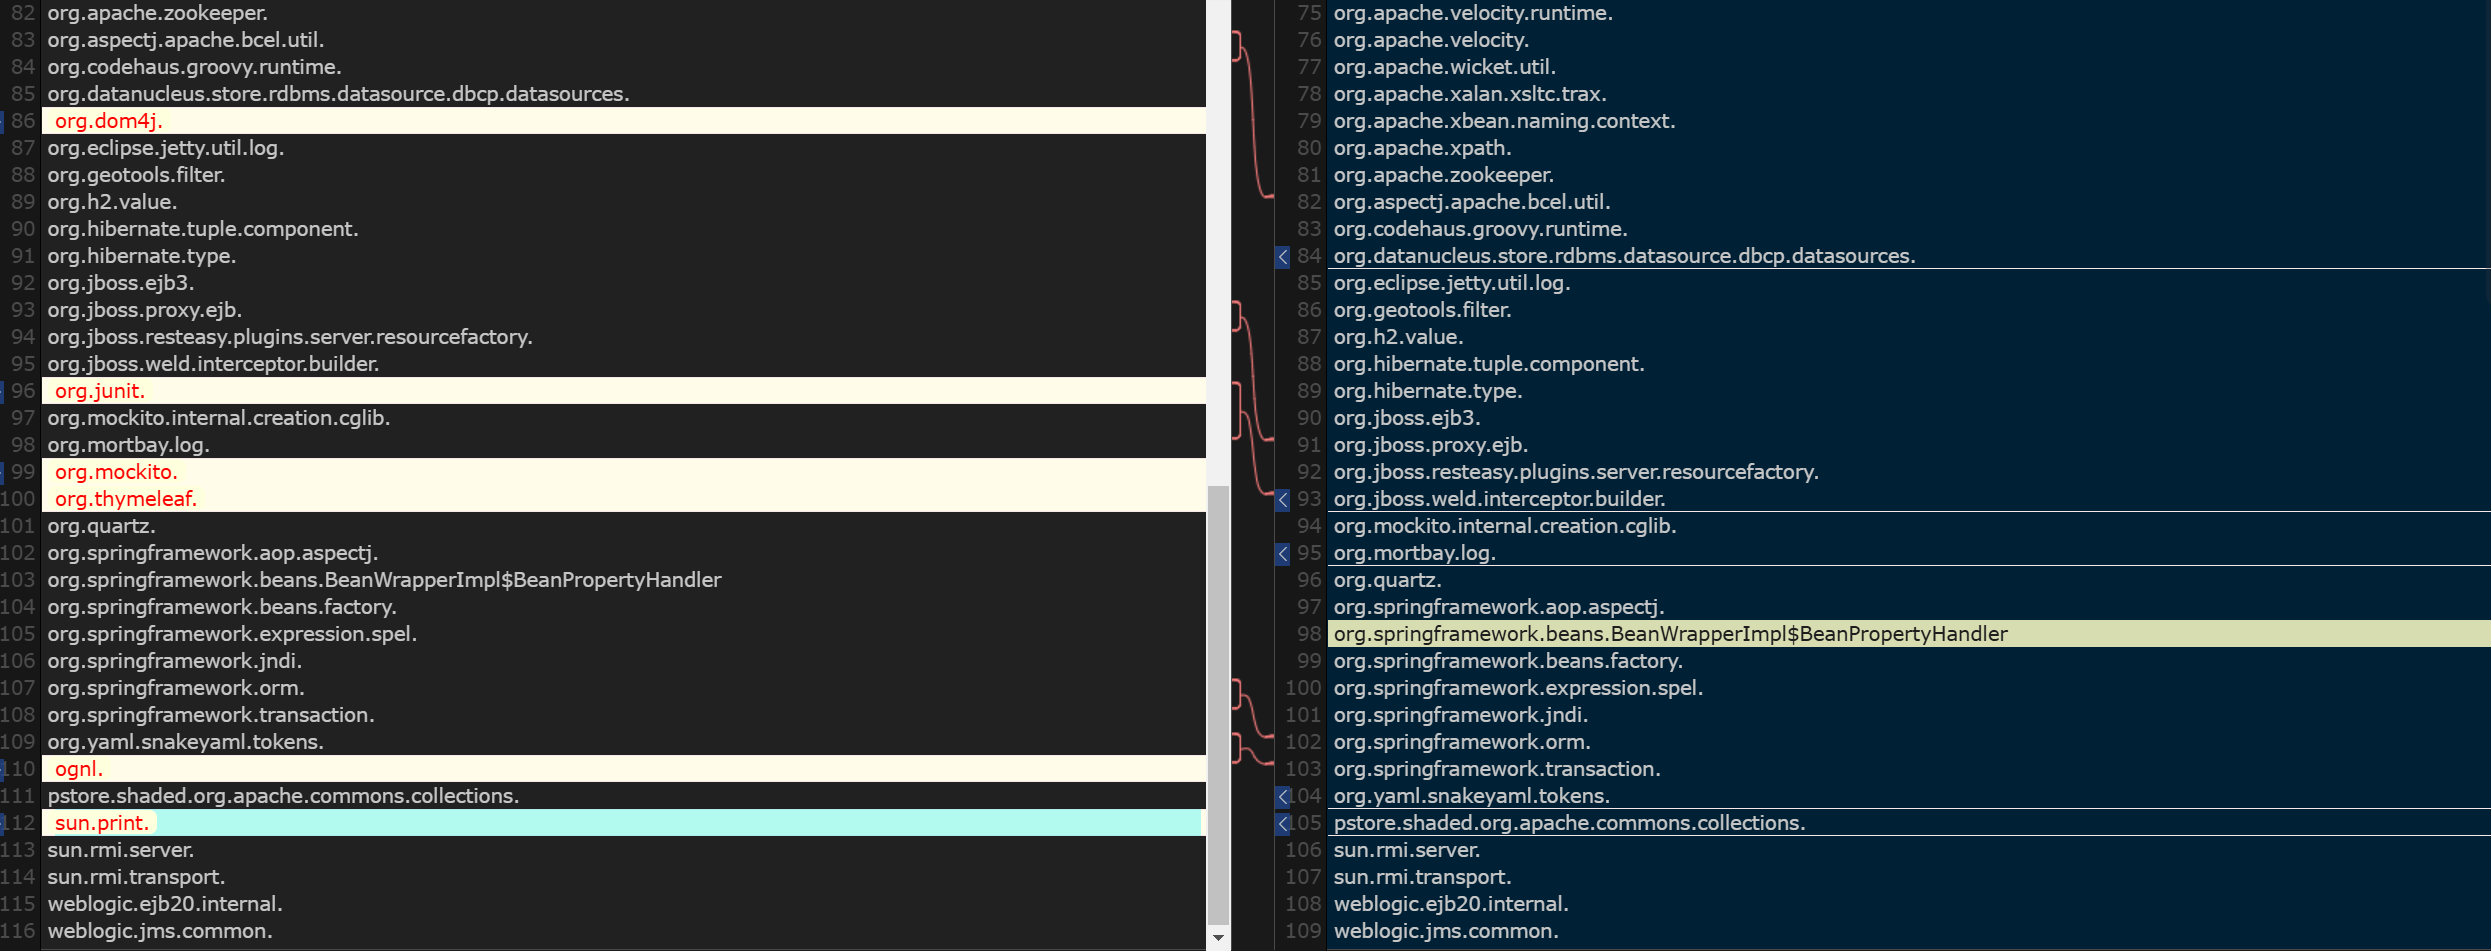 82 org.apache.zookeeper.
83 org.aspectj.apache.bcel.util.
84 org.codehaus.groovy.runtime.
85 org.datanucleus.store.rdbms.datasource.dbcp.datasources.
86 org.dom4j.
87 org.eclipse.jetty.util.log.
88 org.geotools.filter.
89 org.h2.value.
90 org.hibernate.tuple.component.
91 org.hibernate.type.
92 org.jboss.ejb3.
93 org.jboss.proxy.ejb.
94 org.jboss.resteasy.plugins.server.resourcefactory.
95 org.jboss.weld.interceptor.builder.
96 org.junit.
97 org.mockito.internal.creation.cglib.
98 org.mortbay.log.
99 org.mockito.
100 org.thymeleaf.
101 org.quartz.
102 org.springframework.aop.aspectj.
103 org.springframework.beans.BeanWrapperImpl$BeanPropertyHandler
104 org.springframework.beans.factory.
105 org.springframework.expression.spel.
106 org.springframework.jndi.
107 org.springframework.orm.
108 org.springframework.transaction.
109 org.yaml.snakeyaml.tokens.
110 ognl.
111 pstore.shaded.org.apache.commons.collections.
112 sun.print.
113 sun.rmi.server.
114 sun.rmi.transport.
115 weblogic.ejb20.internal.
116 weblogic.jms.common.
75 org.apache.velocity.runtime.
76 org.apache.velocity.
77 org.apache.wicket.util.
78 org.apache.xalan.xsltc.trax.
79 org.apache.xbean.naming.context.
80 org.apache.xpath.
81 org.apache.zookeeper.
82 org.aspectj.apache.bcel.util.
83 org.codehaus.groovy.runtime.
84 org.datanucleus.store.rdbms.datasource.dbcp.datasources.
85 org.eclipse.jetty.util.log.
86 org.geotools.filter.
87 org.h2.value.
88 org.hibernate.tuple.component.
89 org.hibernate.type.
90 org.jboss.ejb3.
91 org.jboss.proxy.ejb.
92 org.jboss.resteasy.plugins.server.resourcefactory.
93 org.jboss.weld.interceptor.builder.
94 org.mockito.internal.creation.cglib.
95 org.mortbay.log.
96 org.quartz.
97 org.springframework.aop.aspectj.
98 org.springframework.beans.BeanWrapperImpl$BeanPropertyHandler
99 org.springframework.beans.factory.
100 org.springframework.expression.spel.
101 org.springframework.jndi.
102 org.springframework.orm.
103 org.springframework.transaction.
104 org.yaml.snakeyaml.tokens.
105 pstore.shaded.org.apache.commons.collections.
106 sun.rmi.server.
107 sun.rmi.transport.
108 weblogic.ejb20.internal.
109 weblogic.jms.common.